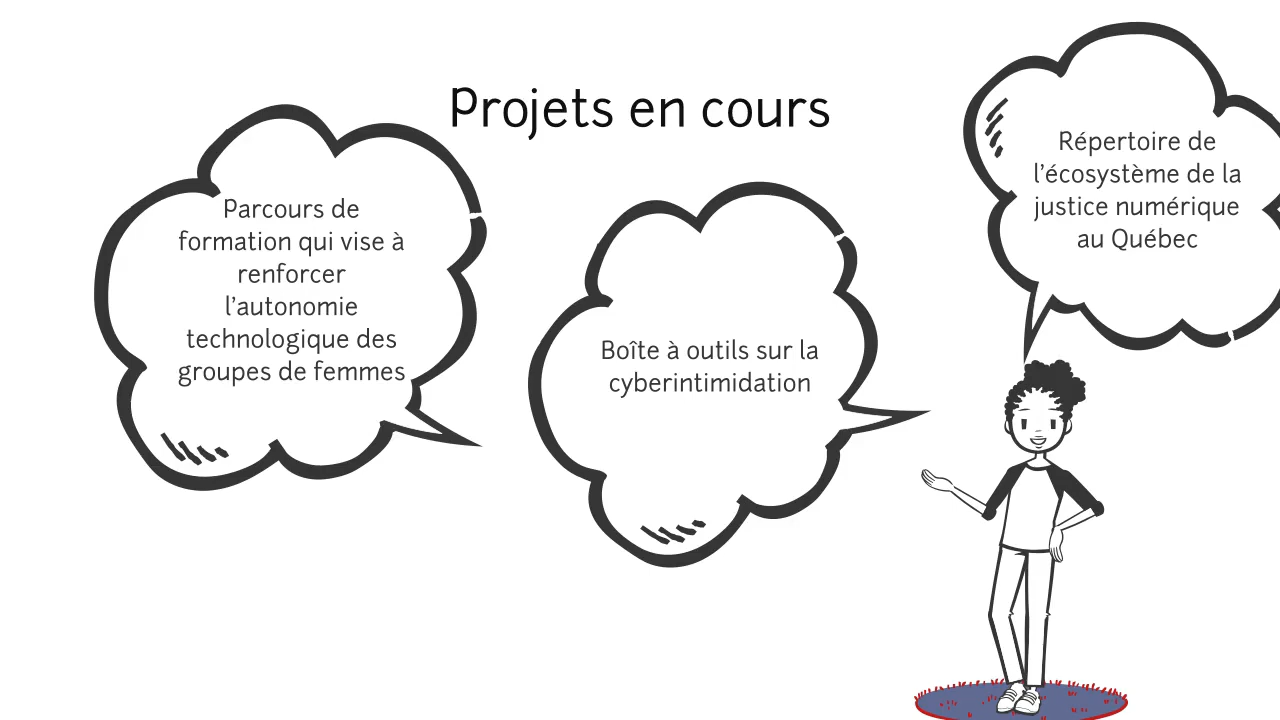 Projets en cours
Parcours de
formation qui vise à
renforcer
l'autonomie
technologique des
groupes de femmes
Boîte à outils sur la
cyberintimidation
Répertoire de
l'écosystème de la
justice numérique
au Québec